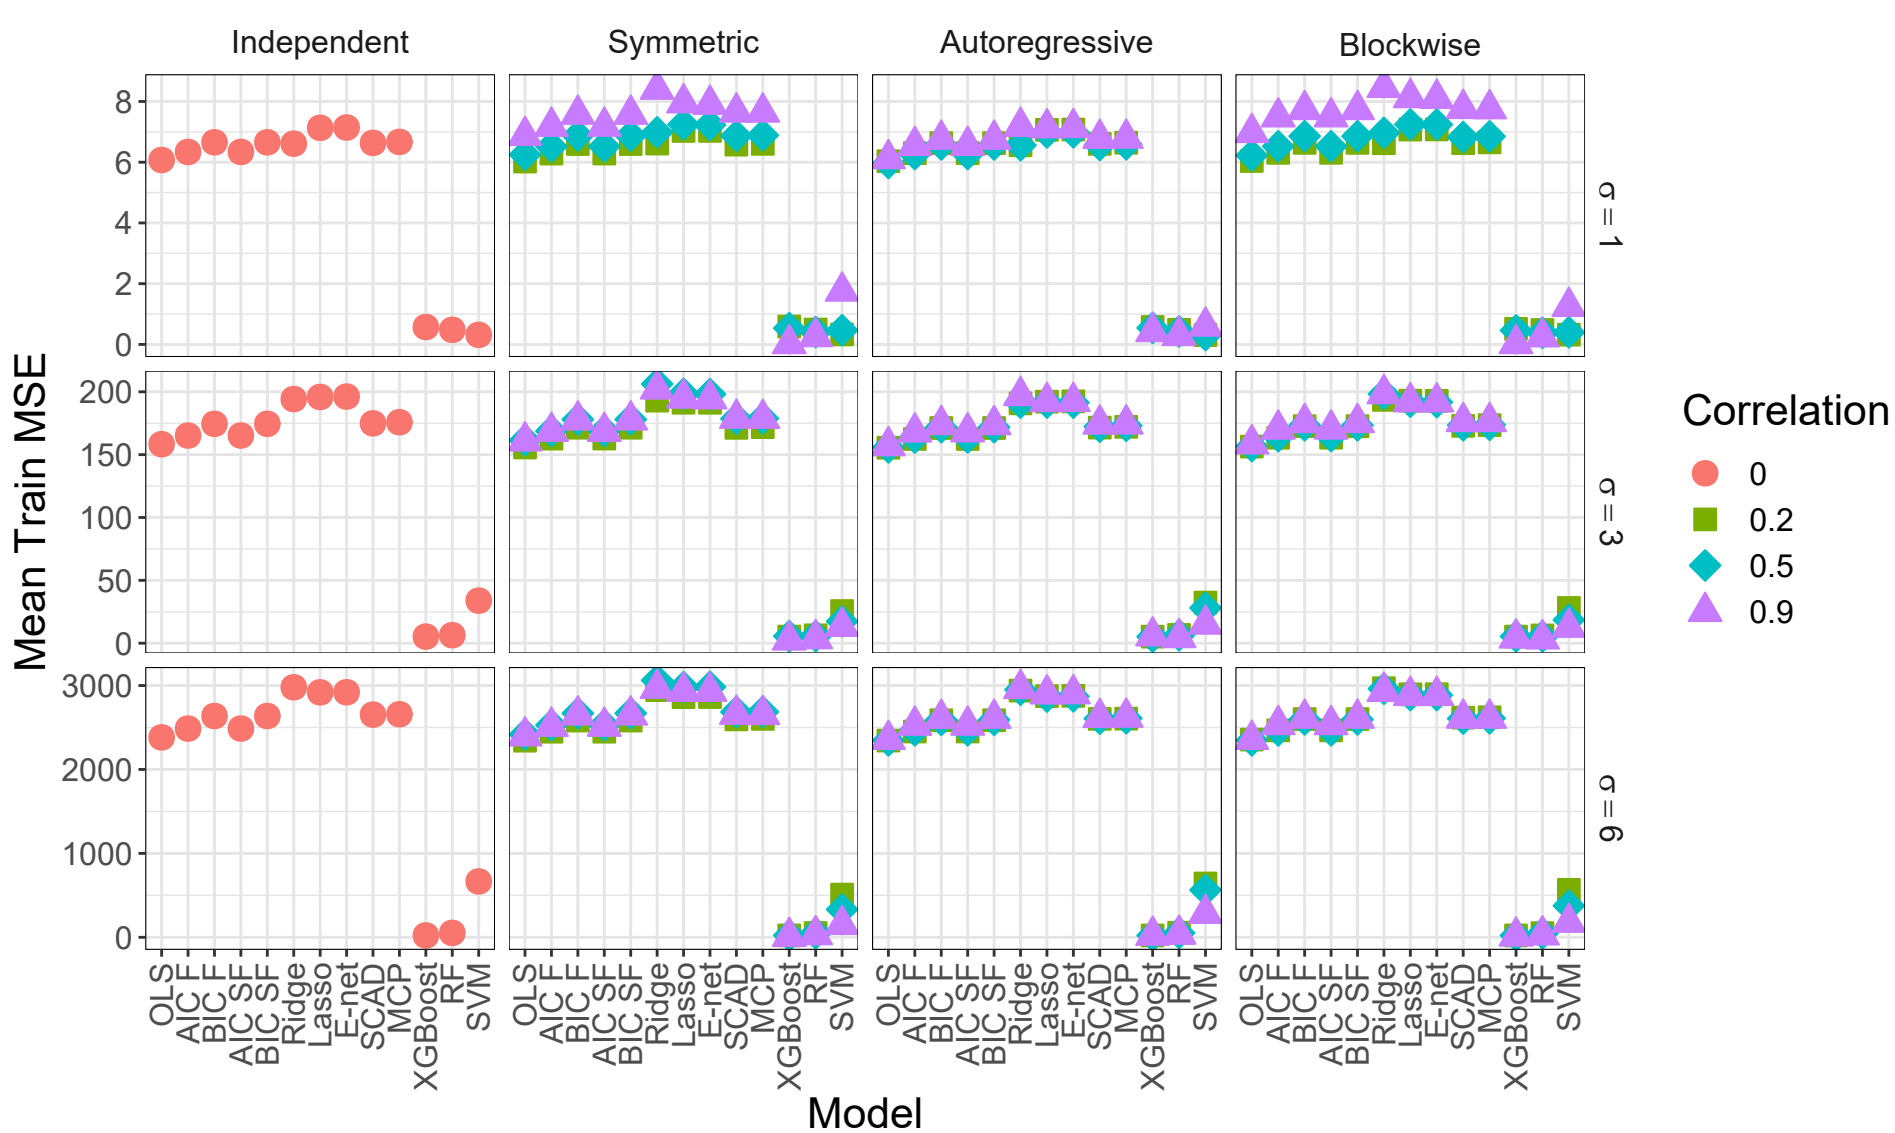 Independent
Symmetric
Autoregressive
Blockwise
8
6
4
2
0
σ = 1
200
150
100
50
0
σ = 3
3000
2000
1000
0
σ = 6
Mean Train MSE
OLS
AIC F
BIC F
AIC SF
BIC SF
Ridge
Lasso
E-net
SCAD
MCP
XGBoost
RF
SVM
OLS
AIC F
BIC F
AIC SF
BIC SF
Ridge
Lasso
E-net
SCAD
MCP
XGBoost
RF
SVM
OLS
AIC F
BIC F
AIC SF
BIC SF
Ridge
Lasso
E-net
SCAD
MCP
XGBoost
RF
SVM
OLS
AIC F
BIC F
AIC SF
BIC SF
Ridge
Lasso
E-net
SCAD
MCP
XGBoost
RF
SVM
Model
Correlation
0
0.2
0.5
0.9